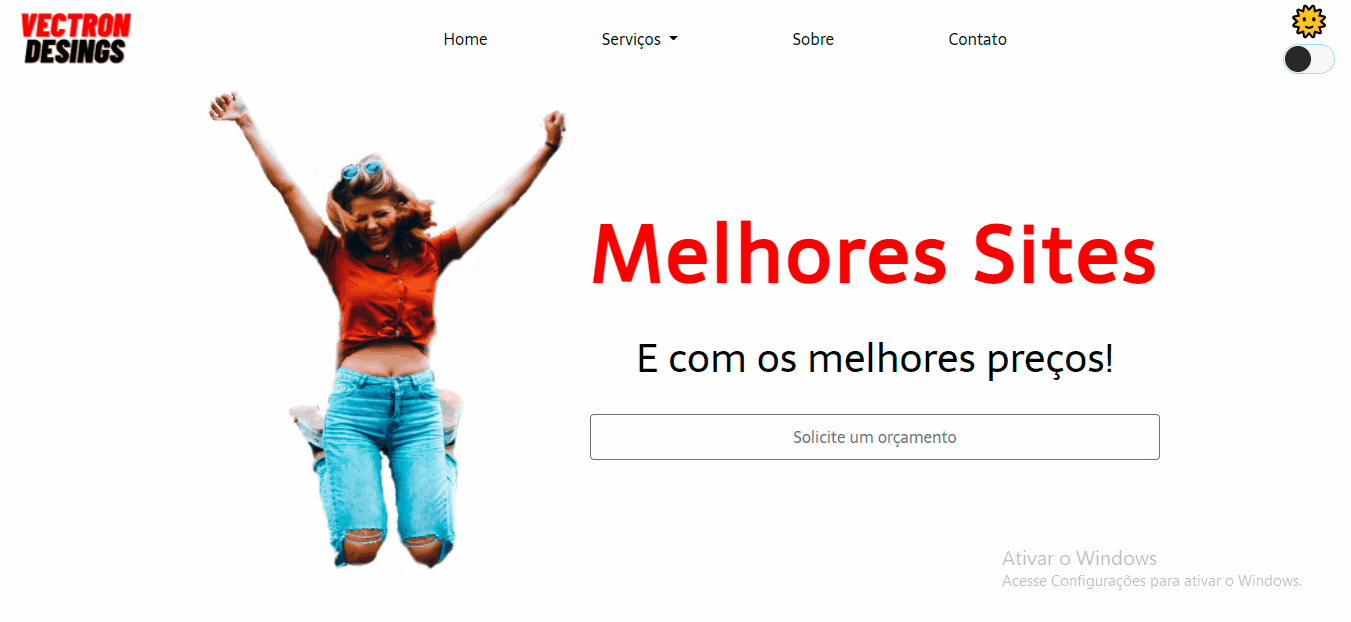 VECTRON
DESINGS
Home
Serviços
Sobre
Contato
Melhores Sites
E com os melhores preços!
Solicite um orçamento
Ativar o Windows
Acesse Configurações para ativar o Windows.